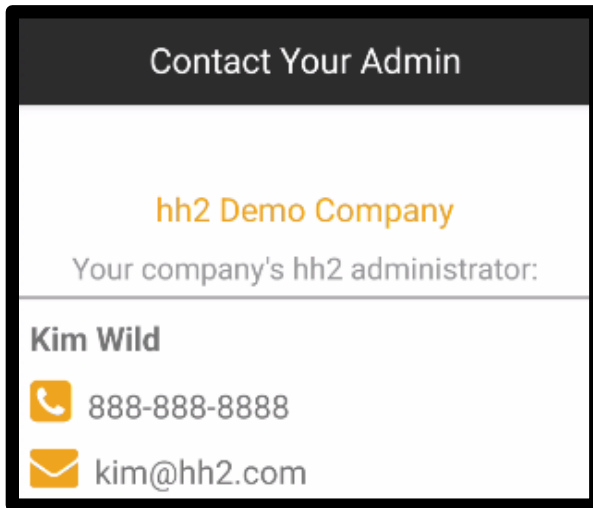 Contact Your Admin
hh2 Demo Company
Your company's hh2 administrator:
Kim Wild
888-888-8888
kim@hh2.com